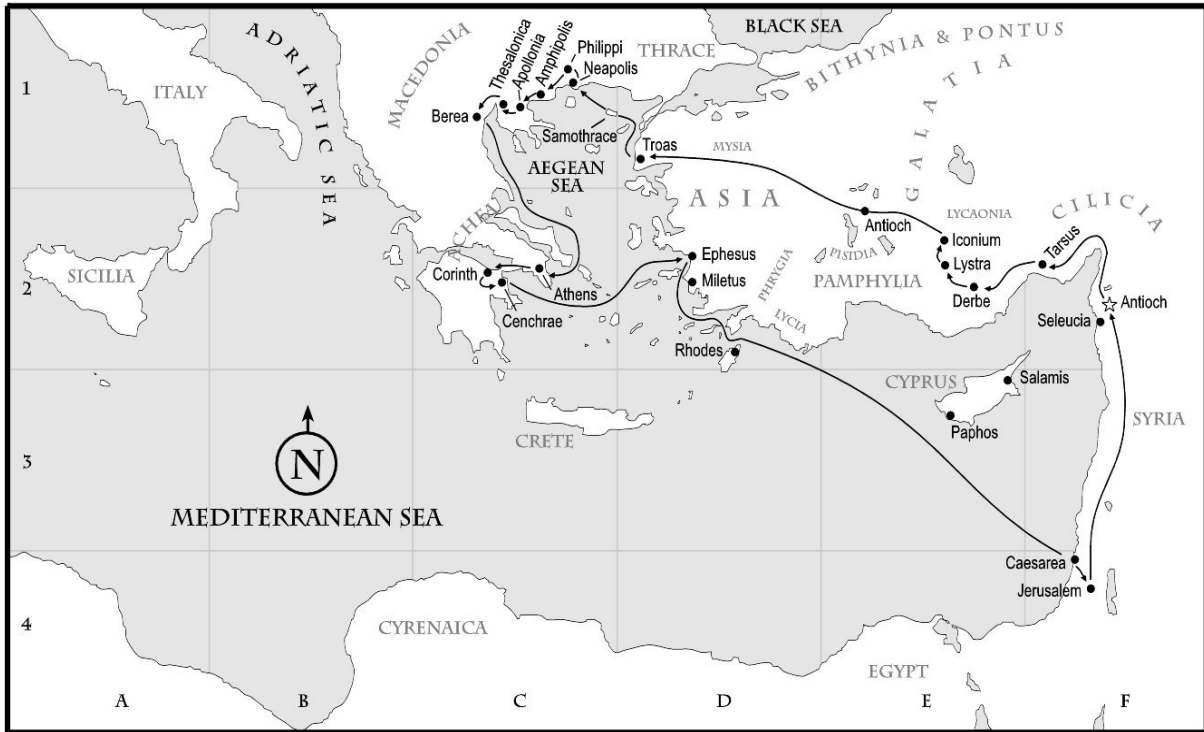 BLACK SEA
ADRIATIC SEA
MACEDONIA
THRACE
BITHYNIA & PONTUS
GALATIA
1
ITALY
Thesalonica
Apollonia
Amphipolis
Philippi
Neapolis
Berea
Samothrace
Troas
MYSIA
AEGEAN
SEA
ASIA
Antioch
LYCAONIA
CILICIA
ACHEAU
Iconium
Tarsus
PISIDIA
Ephesus
Lystra
SICILIA
Corinth
PHRYGIA
PAMPHYLIA
2
Athens
Miletus
Derbe
Antioch
Cenchrae
LYCIA
Seleucia
Rhodes
CYPRUS
Salamis
Paphos
SYRIA
CRETE
3
N
MEDITERRANEAN SEA
Caesarea
Jerusalem
4
CYRENAICA
EGYPT
A
B
C
D
E
F